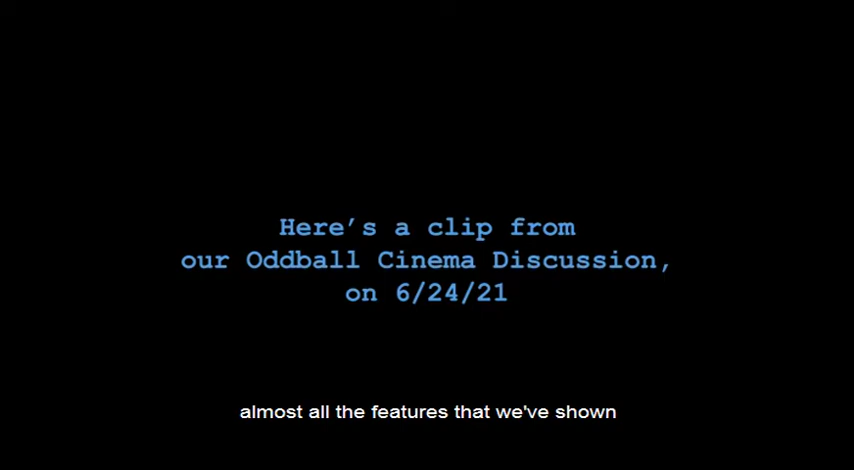 Here’s a clip from
our Oddball Cinema Discussion,
on 6/24/21
almost all the features that we've shown